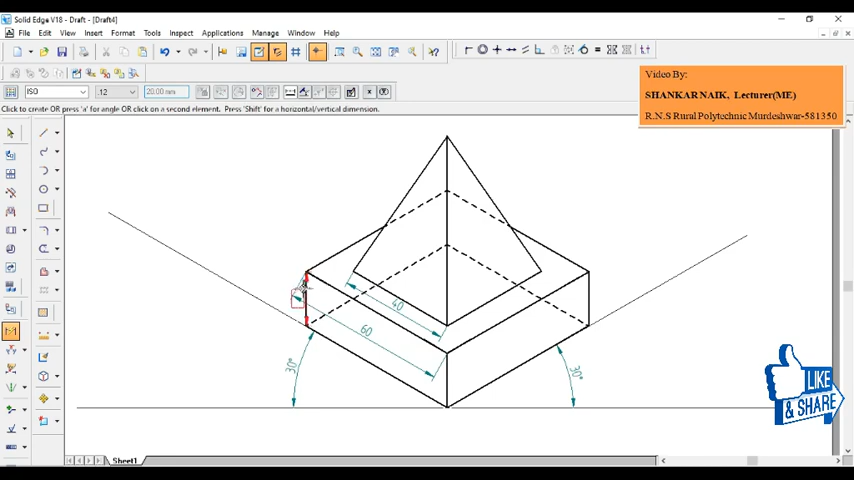 Solid Edge V18 - Draft - [Draft4]
File Edit View Insert Format Tools Inspect Applications Manage Window Help
Video By:
SHANKAR NAIK, Lecturer(ME)
R.N.S Rural Polytechnic Murdeshwar-581350
ISO .12 20.00 mm
Click to create OR press 'a' for angle OR click on a second element. Press 'Shift' for a horizontal/vertical dimension.
40
60
30°
30°
LIKE
& SHARE
Sheet1